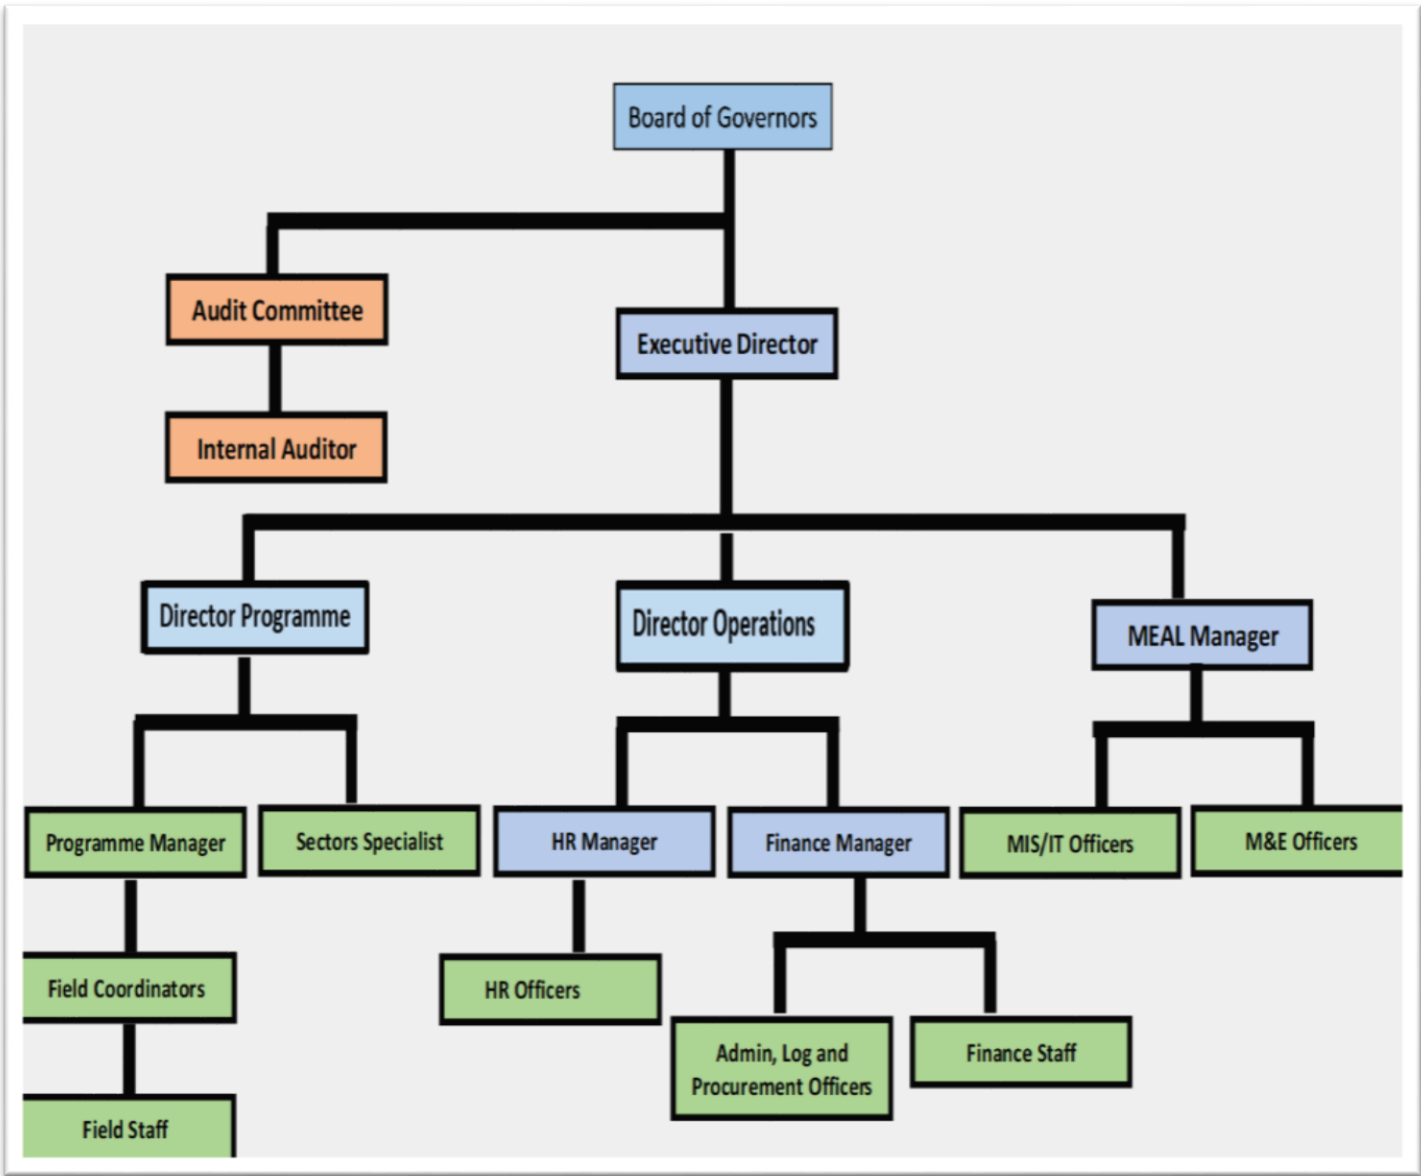 Board of Governors
Audit Committee
Executive Director
Internal Auditor
Director Programme
Director Operations
MEAL Manager
Programme Manager
Sectors Specialist
HR Manager
Finance Manager
MIS/IT Officers
M&E Officers
Field Coordinators
HR Officers
Admin, Log and
Procurement Officers
Finance Staff
Field Staff